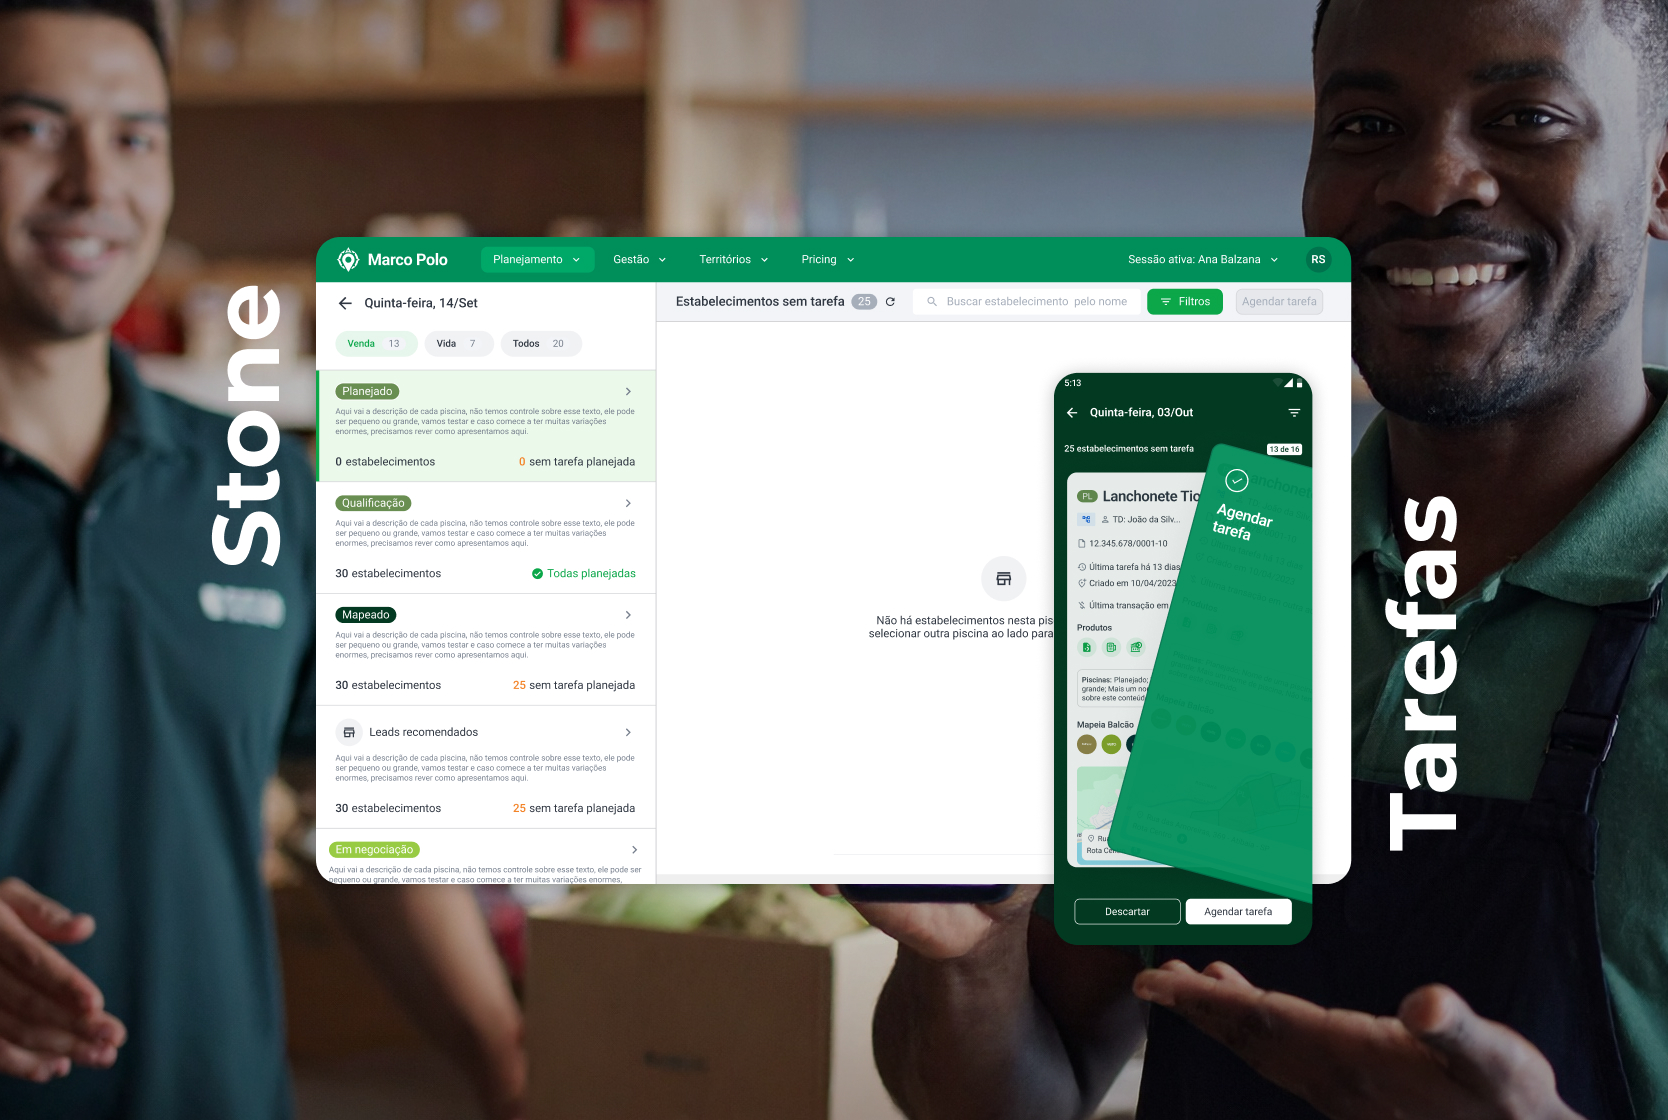 Stone
Tarefas
Marco Polo
Planejamento
Gestão
Territórios
Pricing
Sessão ativa: Ana Balzana
RS
Quinta-feira, 14/Set
Venda 13
Vida 7
Todos 20
Planejado
Aqui vai a descrição de cada piscina, não temos controle sobre esse texto, ele pode
ser pequeno ou grande, vamos testar e caso comece a ter muitas variações
enormes, precisamos rever como apresentamos aqui.
0 estabelecimentos
0 sem tarefa planejada
Qualificação
Aqui vai a descrição de cada piscina, não temos controle sobre esse texto, ele pode
ser pequeno ou grande, vamos testar e caso comece a ter muitas variações
enormes, precisamos rever como apresentamos aqui.
30 estabelecimentos
Todas planejadas
Mapeado
Aqui vai a descrição de cada piscina, não temos controle sobre esse texto, ele pode
ser pequeno ou grande, vamos testar e caso comece a ter muitas variações
enormes, precisamos rever como apresentamos aqui.
30 estabelecimentos
25 sem tarefa planejada
Leads recomendados
Aqui vai a descrição de cada piscina, não temos controle sobre esse texto, ele pode
ser pequeno ou grande, vamos testar e caso comece a ter muitas variações
enormes, precisamos rever como apresentamos aqui.
30 estabelecimentos
25 sem tarefa planejada
Em negociação
Aqui vai a descrição de cada piscina, não temos controle sobre esse texto, ele pode ser
pequeno ou grande, vamos testar e caso comece a ter muitas variações enormes,
Estabelecimentos sem tarefa 25
Buscar estabelecimento pelo nome
Filtros
Agendar tarefa
Não há estabelecimentos nesta pis
selecionar outra piscina ao lado para
5:13
Quinta-feira, 03/Out
25 estabelecimentos sem tarefa
13 de 16
PL Lanchonete Tio
TD: João da Silv...
12.345.678/0001-10
Última tarefa há 13 dias
Criado em 10/04/2023
Última transação em
Produtos
Piscinas: Planejado;
grande; Mais um no
sobre este conteúd
Mapeia Balcão
Rua
Rota Cen
Agendar
tarefa
Descartar
Agendar tarefa